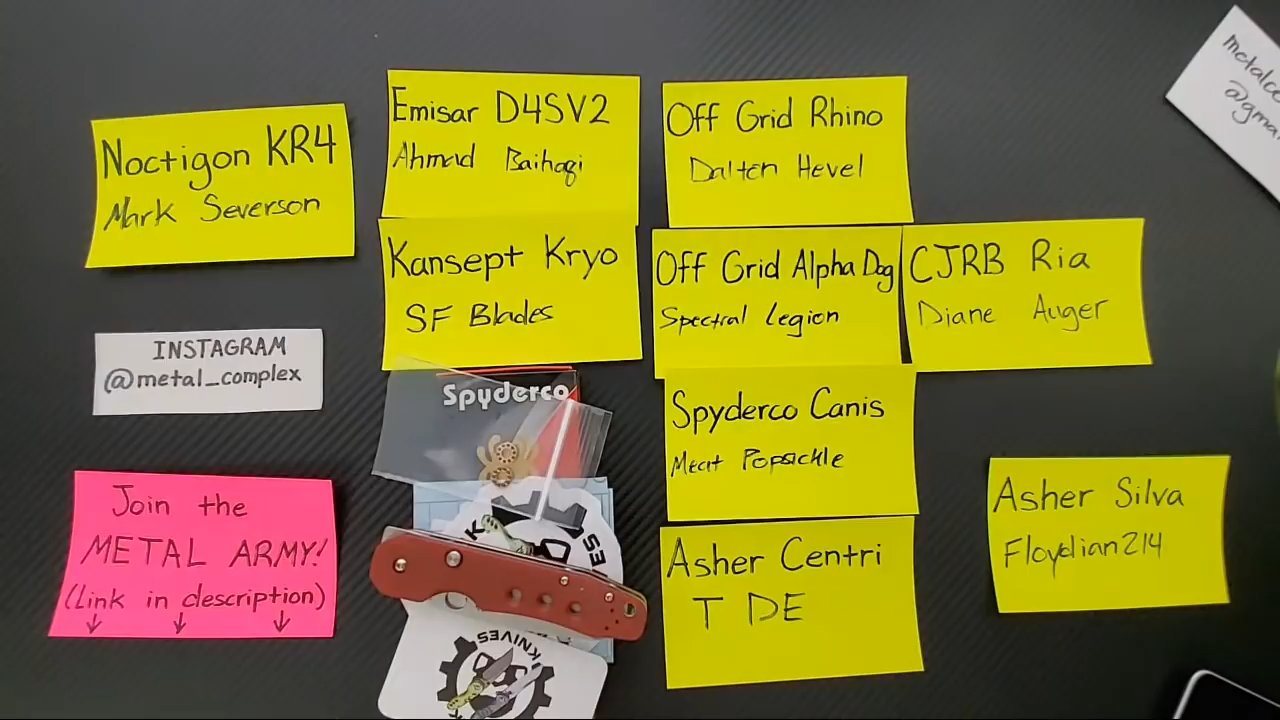 Noctigon KR4
Mark Severson
Emisar D4SV2
Ahmad Baihaqi
Off Grid Rhino
Dalton Hevel
Kansept Kryo
SF Blades
Off Grid Alpha Dog
Spectral Legion
CJRB Ria
Diane Auger
INSTAGRAM
@metal_complex
Spyderco
Spyderco Canis
Meat Popsickle
Join the
METAL ARMY!
(Link in description)
Asher Centri
T DE
Asher Silva
Floydian214
KNIVES